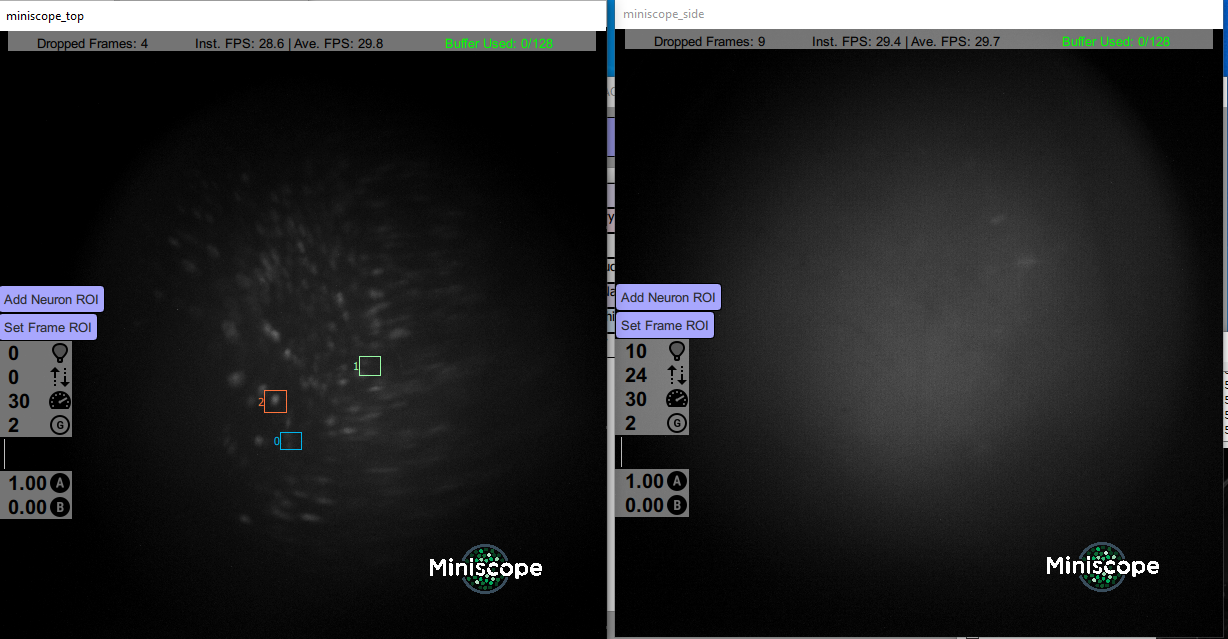 miniscope_top
Dropped Frames: 4 Inst. FPS: 28.6 | Ave. FPS: 29.8 Buffer Used: 0/128
Add Neuron ROI
Set Frame ROI
0
0
30
2 G
1.00 A
0.00 B
1
2
0
Miniscope
miniscope_side
Dropped Frames: 9 Inst. FPS: 29.4 | Ave. FPS: 29.7 Buffer Used: 0/128
Add Neuron ROI
Set Frame ROI
10
24
30
2 G
1.00 A
0.00 B
Miniscope